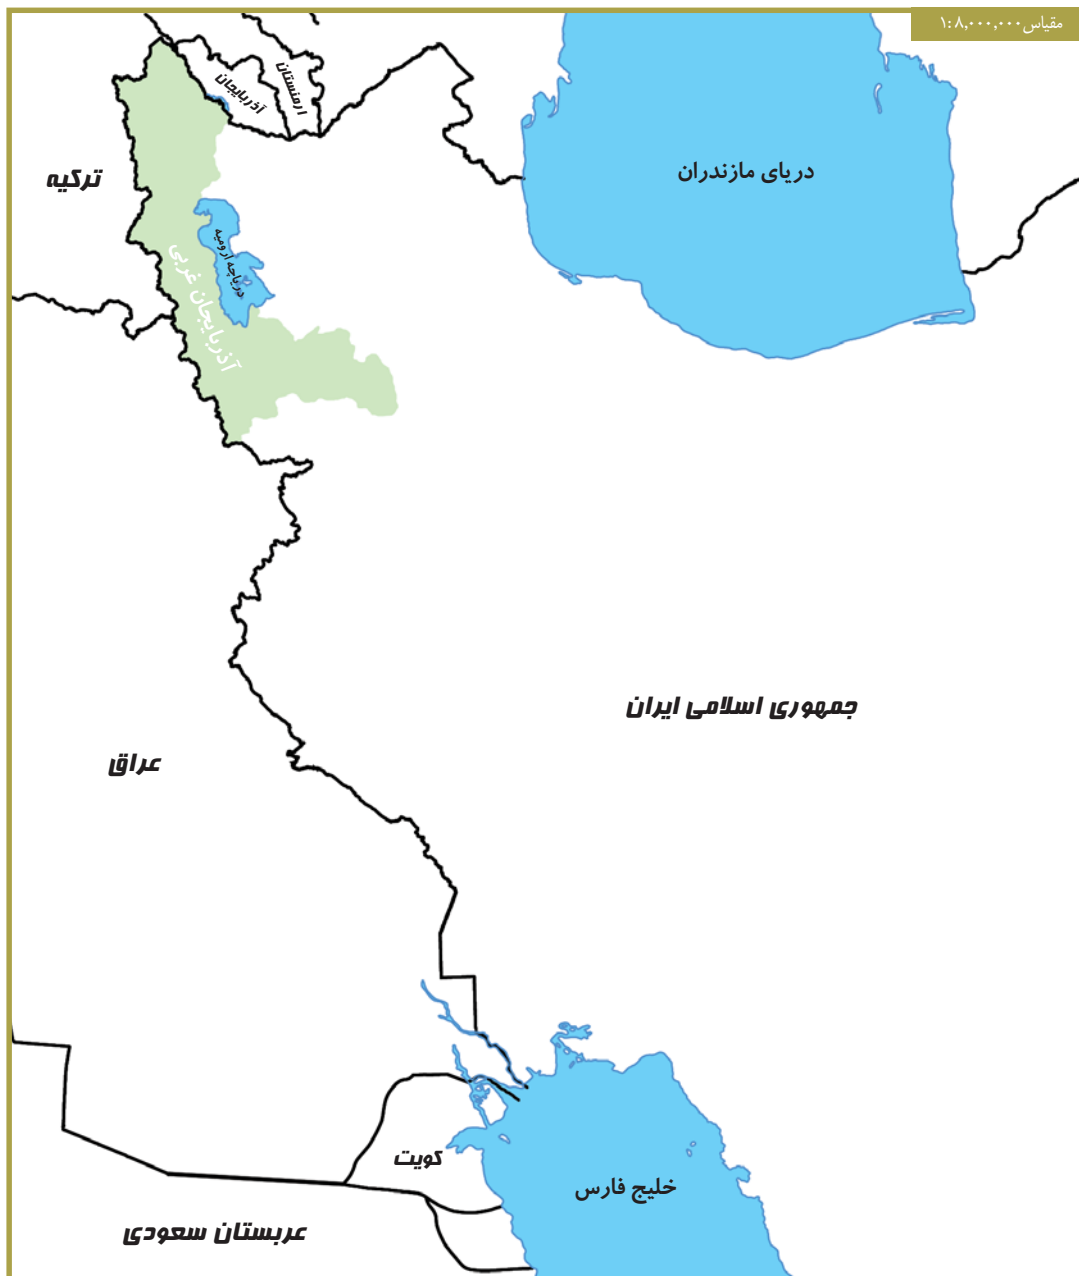 مقیاس ۱:۸,۰۰۰,۰۰۰
ارمنستان
آذربایجان
ترکیه
دریای مازندران
دریاچه ارومیه
آذربایجان غربی
جمهوری اسلامی ایران
عراق
کویت
خلیج فارس
عربستان سعودی